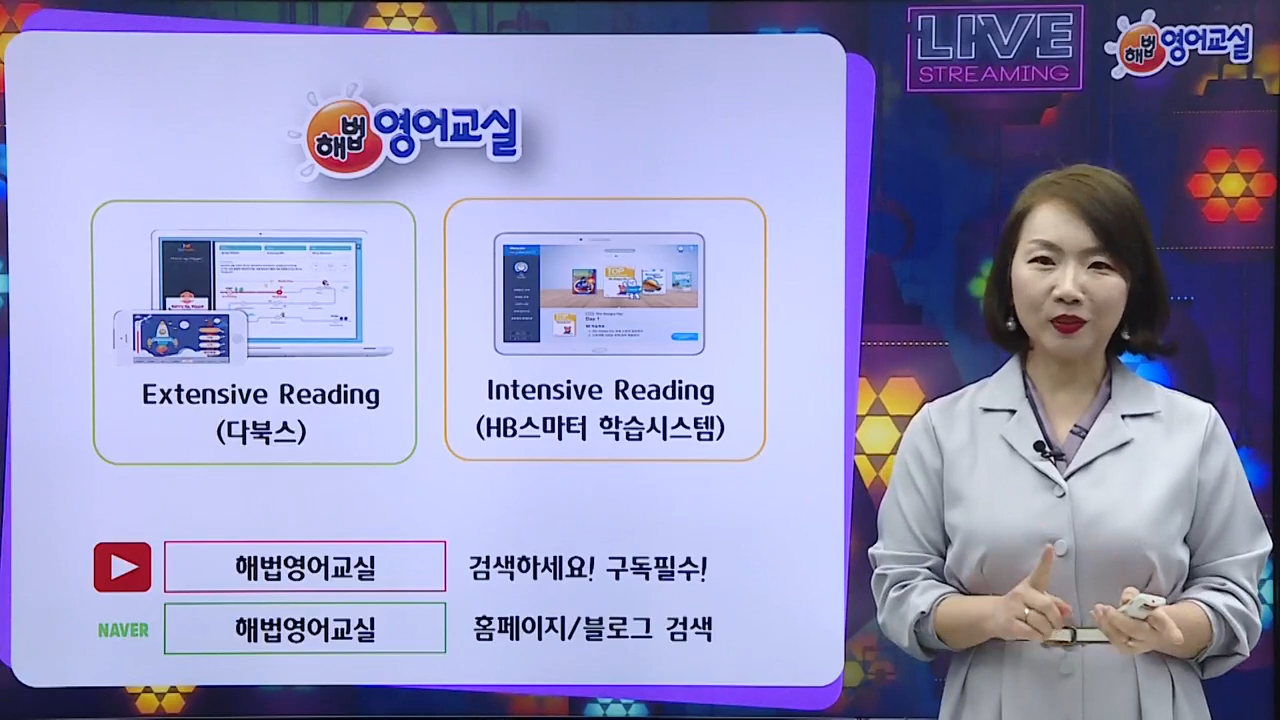 LIVE
STREAMING
해법 영어교실
해법 영어교실
Extensive Reading
(다북스)
Intensive Reading
(HB스마터 학습시스템)
해법영어교실
검색하세요! 구독필수!
NAVER
해법영어교실
홈페이지/블로그 검색
TOP
Day 1